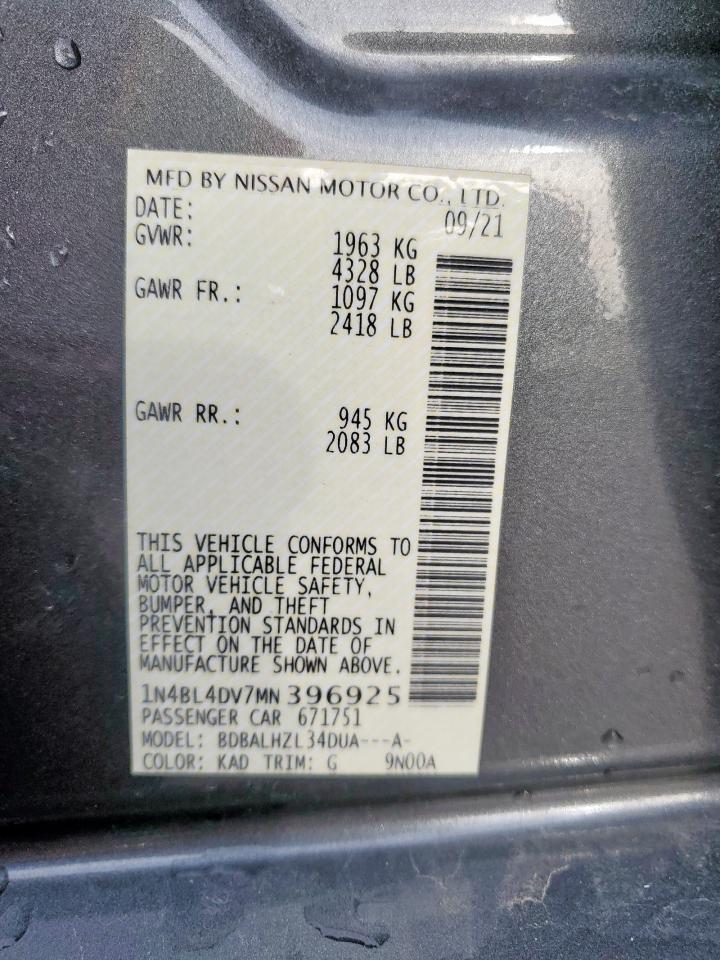 MFD BY NISSAN MOTOR CO., LTD.
DATE: 09/21
GVWR: 1963 KG
4328 LB
GAWR FR.: 1097 KG
2418 LB
GAWR RR.: 945 KG
2083 LB
THIS VEHICLE CONFORMS TO
ALL APPLICABLE FEDERAL
MOTOR VEHICLE SAFETY,
BUMPER, AND THEFT
PREVENTION STANDARDS IN
EFFECT ON THE DATE OF
MANUFACTURE SHOWN ABOVE.
1N4BL4DV7MN396925
PASSENGER CAR 671751
MODEL: BDBALHZL34DUA---A-
COLOR: KAD TRIM: G 9N00A